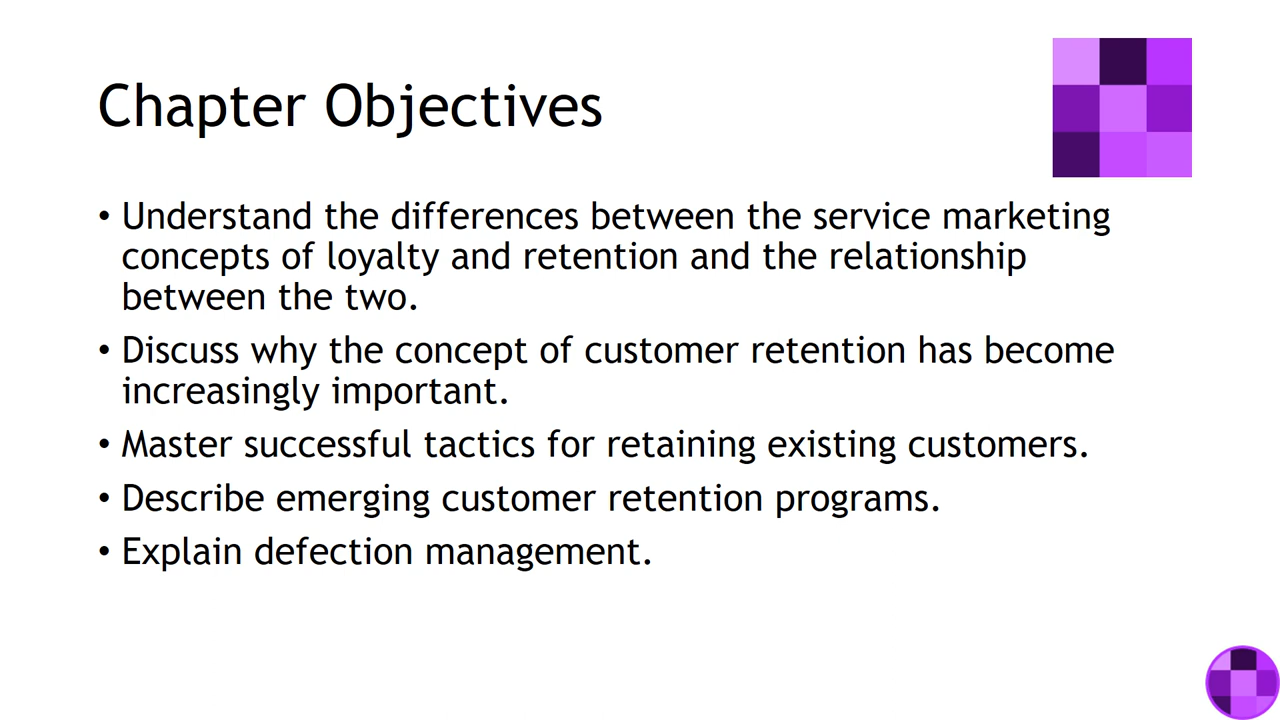 Chapter Objectives
• Understand the differences between the service marketing
concepts of loyalty and retention and the relationship
between the two.
• Discuss why the concept of customer retention has become
increasingly important.
• Master successful tactics for retaining existing customers.
• Describe emerging customer retention programs.
• Explain defection management.